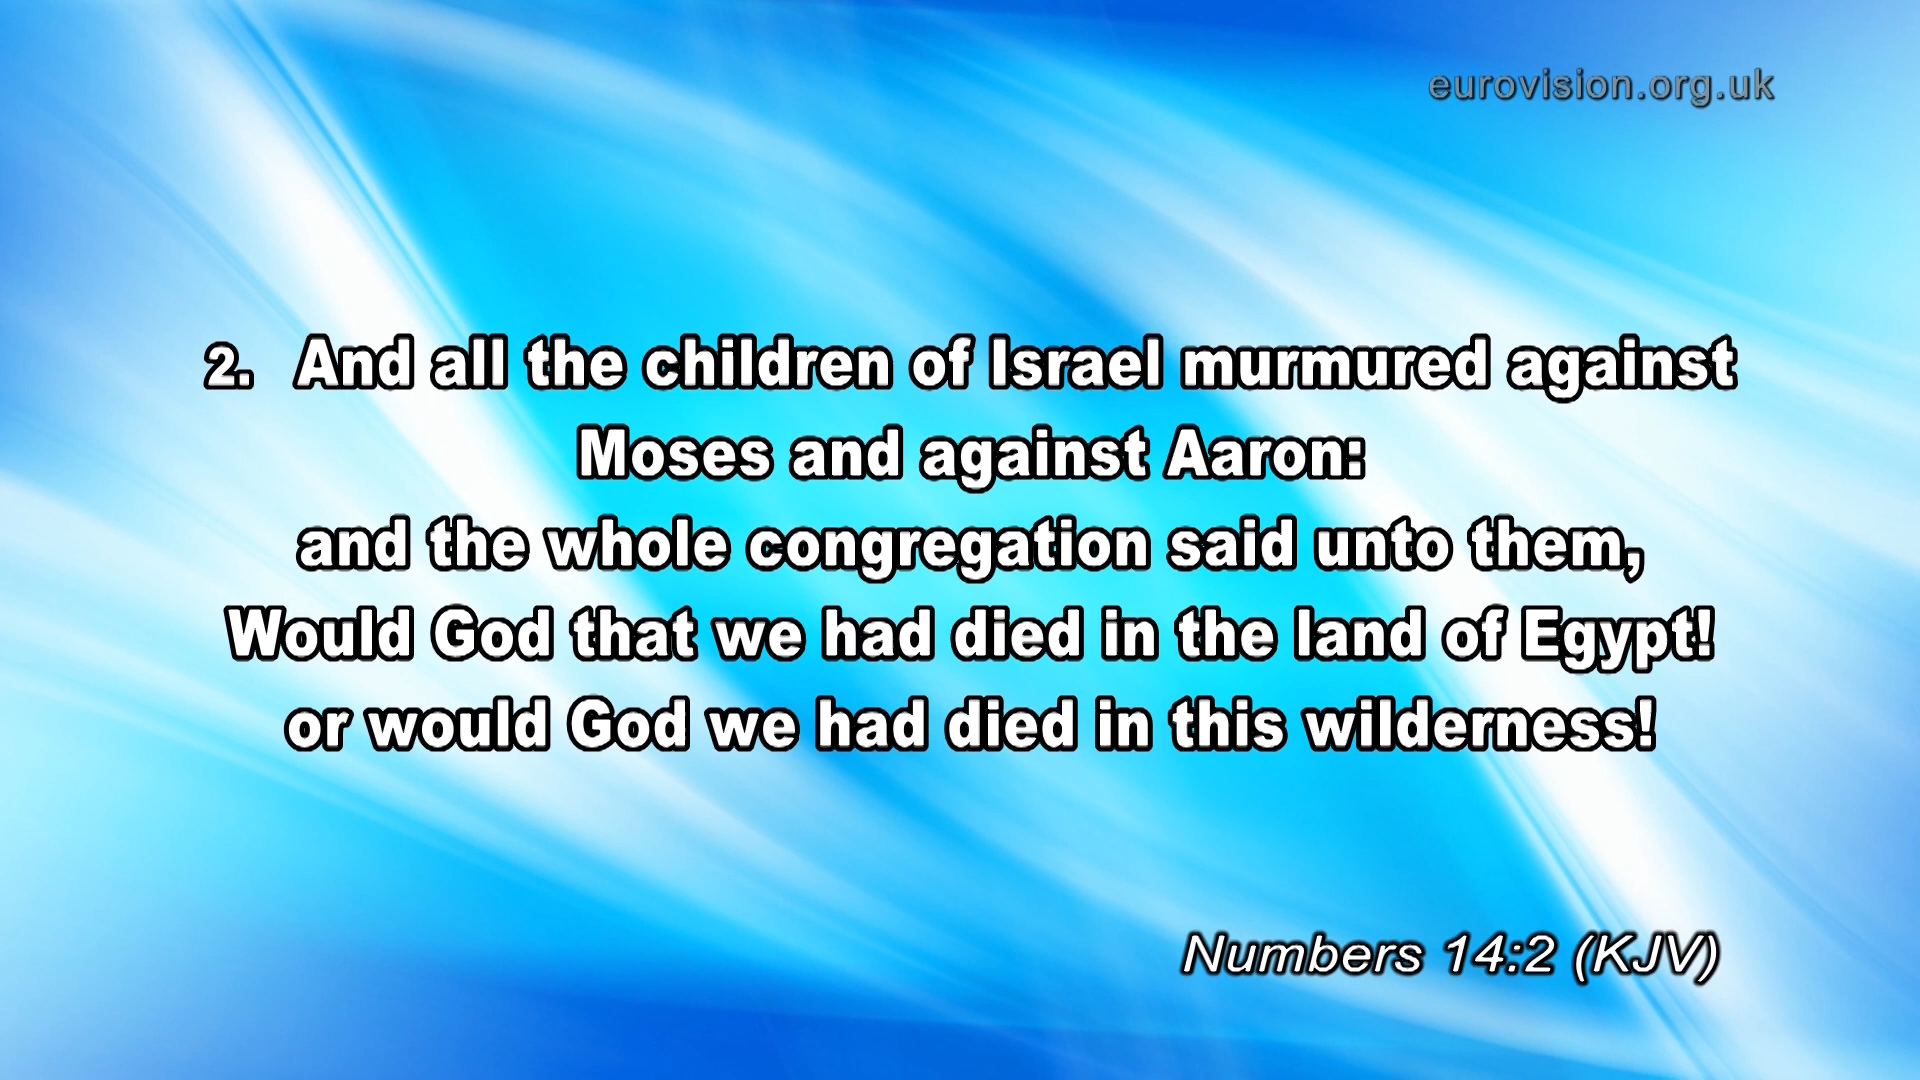 eurovision.org.uk
2. And all the children of Israel murmured against
Moses and against Aaron:
and the whole congregation said unto them,
Would God that we had died in the land of Egypt!
or would God we had died in this wilderness!
Numbers 14:2 (KJV)